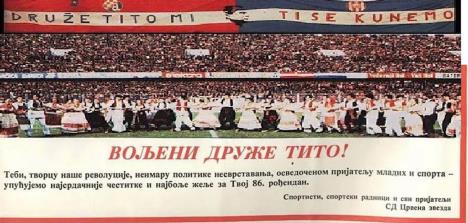 DRUŽE TITO MI
TI SE KUNEMO
ВОЉЕНИ ДРУЖЕ ТИТО!
Теби, творцу наше револуције, неимару политике несврставања, осведоченом пријатељу младих и спорта –
упућујемо најсрдачније честитке и најбоље жеље за Твој 86. рођендан.
Спортисти, спортски радници и сви пријатељи
СД Црвена звезда